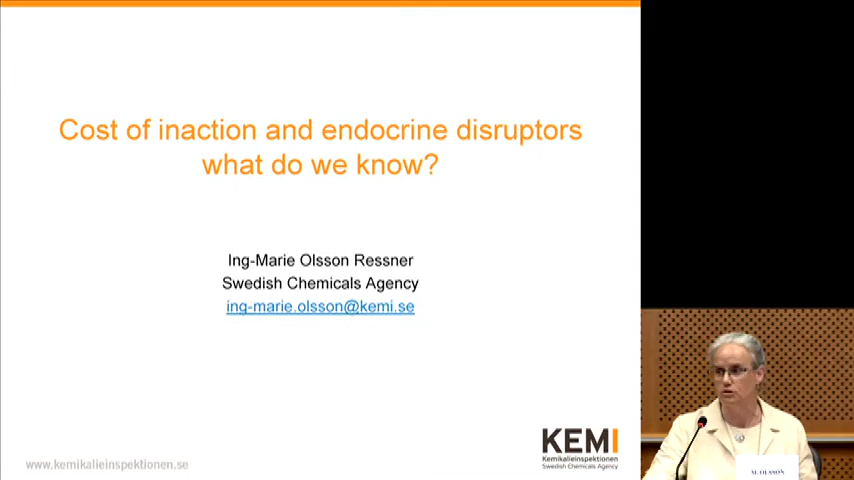 Cost of inaction and endocrine disruptors
what do we know?
Ing-Marie Olsson Ressner
Swedish Chemicals Agency
ing-marie.olsson@kemi.se
KEMI
Kemikalieinspektionen
Swedish Chemicals Agency
www.kemikalieinspektionen.se
M. OLSSON